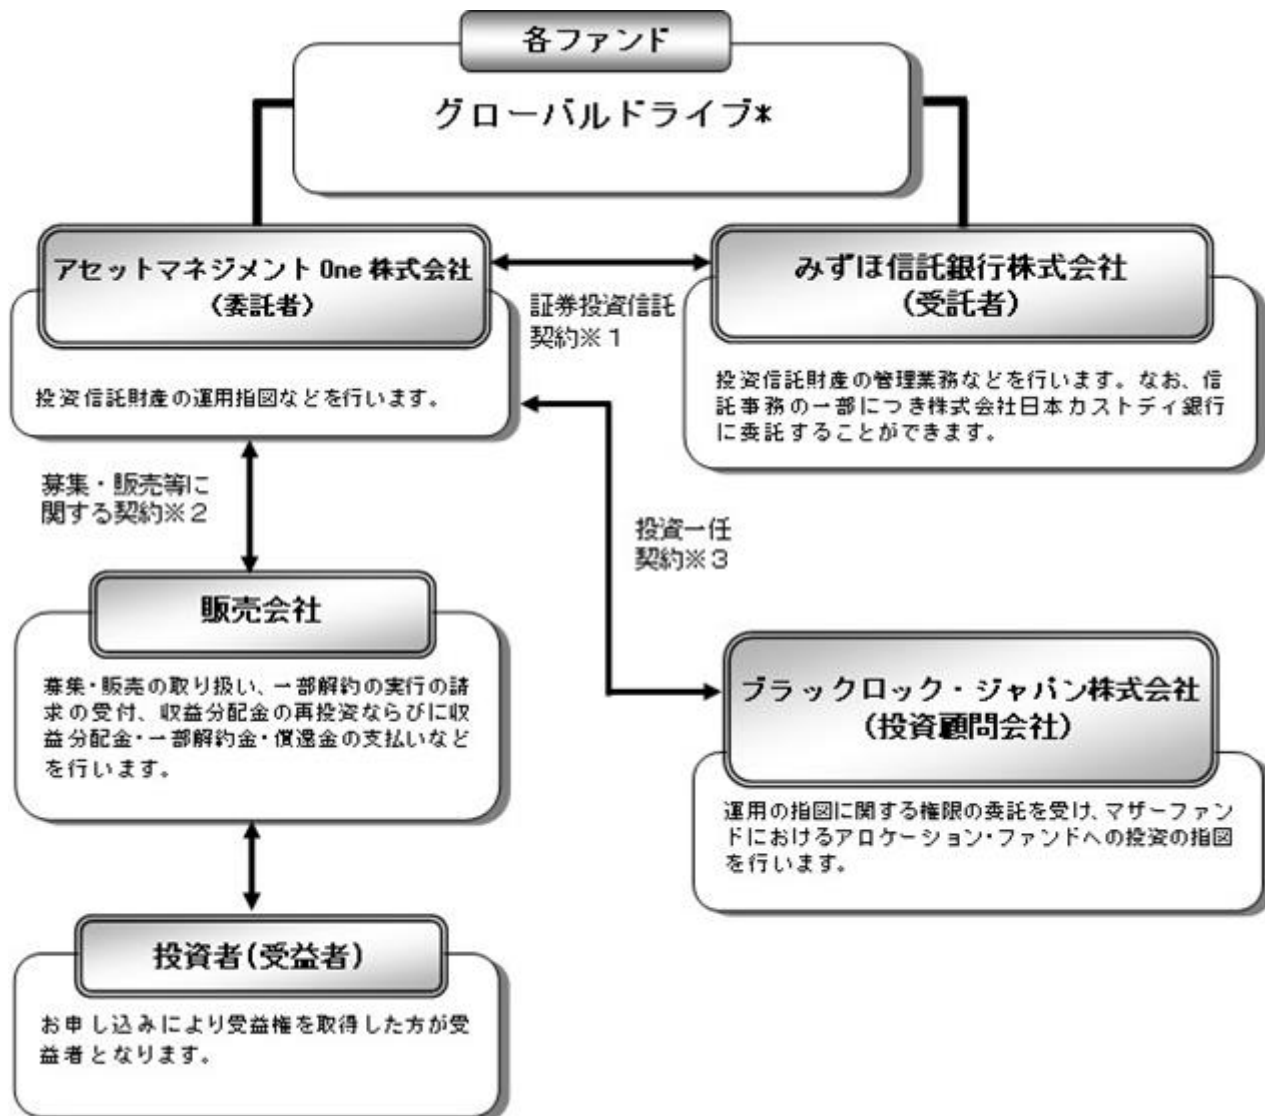 各ファンド
グローバルドライブ*
アセットマネジメント One 株式会社
(委託者)
投資信託財産の運用指図などを行います。
証券投資信託
契約※1
みずほ信託銀行株式会社
(受託者)
投資信託財産の管理業務などを行います。なお、信
託事務の一部につき株式会社日本カストディ銀行
に委託することができます。
募集・販売等に
関する契約※2
投資一任
契約※3
販売会社
募集・販売の取り扱い、一部解約の実行の請
求の受付、収益分配金の再投資ならびに収
益分配金・一部解約金・償還金の支払いなど
を行います。
ブラックロック・ジャパン株式会社
(投資顧問会社)
運用の指図に関する権限の委託を受け、マザーファン
ドにおけるアロケーション・ファンドへの投資の指図
を行います。
投資者(受益者)
お申し込みにより受益権を取得した方が受
益者となります。